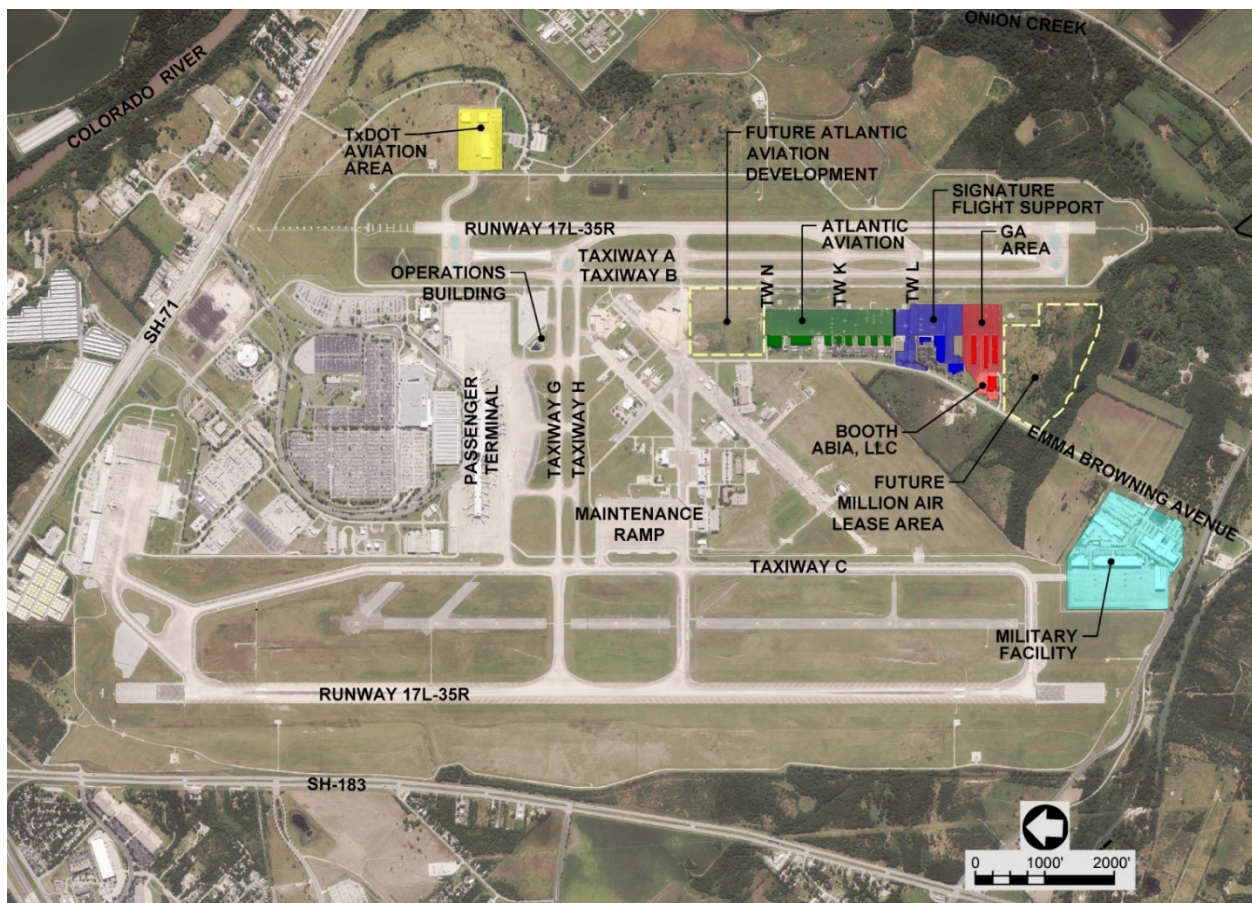 ONION CREEK
COLORADO RIVER
TxDOT
AVIATION
AREA
FUTURE ATLANTIC
AVIATION
DEVELOPMENT
SIGNATURE
FLIGHT SUPPORT
RUNWAY 17L-35R
ATLANTIC
AVIATION
GA
AREA
TAXIWAY A
TAXIWAY B
OPERATIONS
BUILDING
TW N
TW K
TW L
SH-71
PASSENGER
TERMINAL
TAXIWAY G
TAXIWAY H
BOOTH
ABIA, LLC
EMMA BROWNING AVENUE
FUTURE
MILLION AIR
LEASE AREA
MAINTENANCE
RAMP
TAXIWAY C
MILITARY
FACILITY
RUNWAY 17L-35R
SH-183
0 1000' 2000'